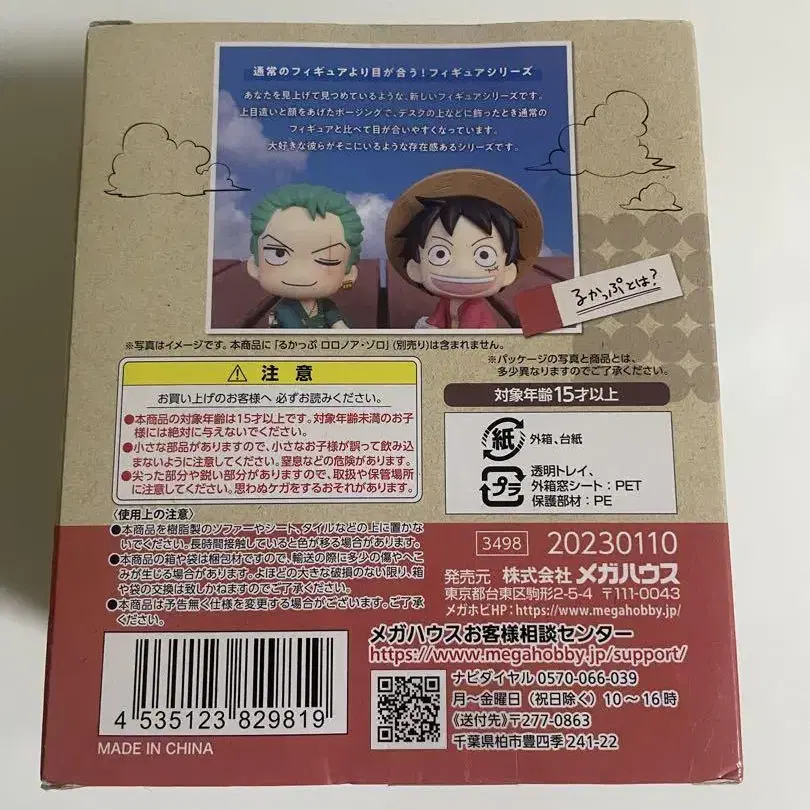 通常のフィギュアより目が合う！フィギュアシリーズ
あなたを見上げて見つめているような、新しいフィギュアシリーズです。
上目遣いと顔をあげたポージングで、デスクの上などに飾ったとき通常の
フィギュアと比べて目が合いやすくなっています。
大好きな彼らがそこにいるような存在感あるシリーズです。
るかっぷとは?
※写真はイメージです。本商品に「るかっぷ ロロノア・ゾロ」(別売り)は含まれません。
※パッケージの写真と商品とは、
多少異なりますのでご了承ください。
注意
お買い上げのお客様へ 必ずお読みください。
●本商品の対象年齢は15才以上です。対象年齢未満のお子
様には絶対に与えないでください。
●小さな部品がありますので、小さなお子様が誤って飲み込
まないように注意してください。窒息などの危険があります。
●尖った部分や鋭い部分がありますので、取扱や保管場所
に注意してください。思わぬケガをするおそれがあります。
対象年齢15才以上
紙 外箱、台紙
プラ 透明トレイ、
外箱窓シート：PET
保護部材：PE
〈使用上の注意〉
●本商品を樹脂製のソファーやシート、タイルなどの上に置かな
いでください。長時間接触していると色が移る場合があります。
●本商品の箱や袋は梱包材ですので、輸送の際に多少の傷やへこ
みが生じる場合があります。よほどの大きな破損のない限り、箱
や袋の交換は致しかねますのでご了承ください。
●本商品は予告無く仕様を変更する場合がございます。ご了承
ください。
3498 20230110
発売元 株式会社 メガハウス
東京都台東区駒形2-5-4 〒111-0043
メガホビHP：https://www.megahobby.jp/
メガハウスお客様相談センター
https://www.megahobby.jp/support/
ナビダイヤル 0570-066-039
月〜金曜日（祝日除く）10〜16時
《送付先》〒277-0863
千葉県柏市豊四季241-22
4 535123 829819
MADE IN CHINA